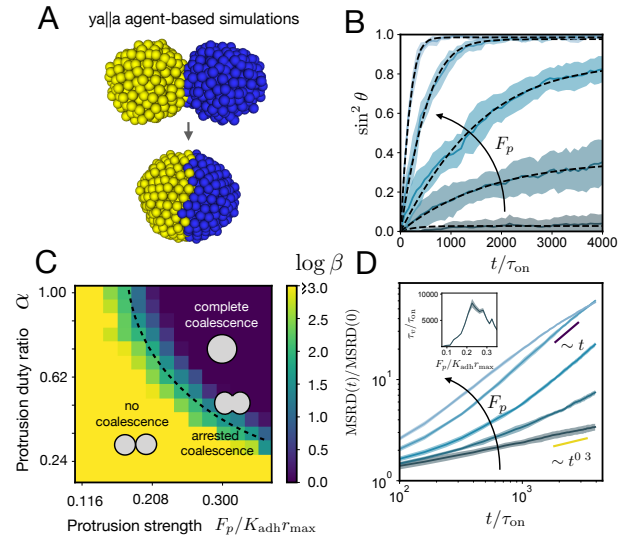 A
ya||a agent-based simulations
B
sin² θ
1.0
0.8
0.6
0.4
0.2
0.0
F_p
0 1000 2000 3000 4000
t/τ_on
C
log β
Protrusion duty ratio α
1.00
0.62
0.24
complete
coalescence
no
coalescence
arrested
coalescence
0.116 0.208 0.300
Protrusion strength F_p/K_adh r_max
>3.0
2.5
2.0
1.5
1.0
0.5
0.0
D
MSRD(t)/MSRD(0)
10¹
10⁰
τ_n/τ_on
10000
5000
0.1 0.2 0.3
F_p/K_adh r_max
F_p
~ t
~ t^0 3
10² 10³
t/τ_on